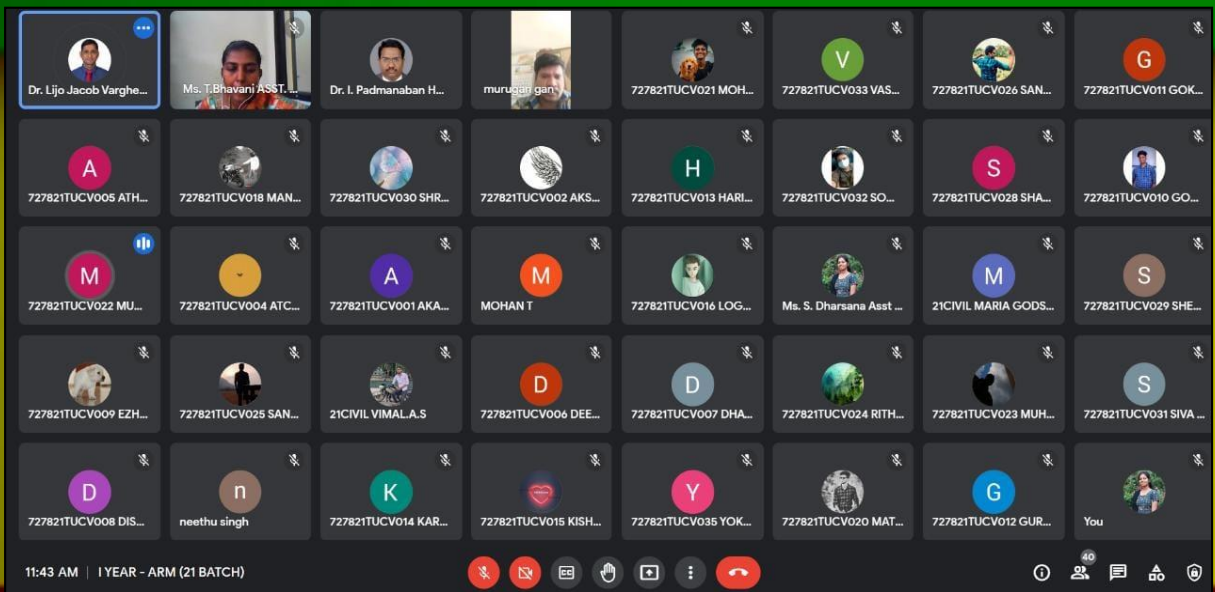 Dr. Lijo Jacob Varghe...
Ms. T.Bhavani ASST. ...
Dr. I. Padmanaban H...
murugan gan
727821TUCV021 MOH...
V
727821TUCV033 VAS...
727821TUCV026 SAN...
G
727821TUCV011 GOK...
A
727821TUCV005 ATH...
727821TUCV018 MAN...
727821TUCV030 SHR...
727821TUCV002 AKS...
H
727821TUCV013 HARI...
727821TUCV032 SO...
S
727821TUCV028 SHA...
727821TUCV010 GO...
M
727821TUCV022 MU...
727821TUCV004 ATC...
A
727821TUCV001 AKA...
M
MOHAN T
727821TUCV016 LOG...
Ms. S. Dharsana Asst ...
M
21CIVIL MARIA GODS...
S
727821TUCV029 SHE...
727821TUCV009 EZH...
727821TUCV025 SAN...
21CIVIL VIMAL.A.S
D
727821TUCV006 DEE...
D
727821TUCV007 DHA...
727821TUCV024 RITH...
727821TUCV023 MUH...
S
727821TUCV031 SIVA ...
D
727821TUCV008 DIS...
n
neethu singh
K
727821TUCV014 KAR...
727821TUCV015 KISH...
Y
727821TUCV035 YOK...
727821TUCV020 MAT...
G
727821TUCV012 GUR...
You
11:43 AM | I YEAR - ARM (21 BATCH)
CC
40